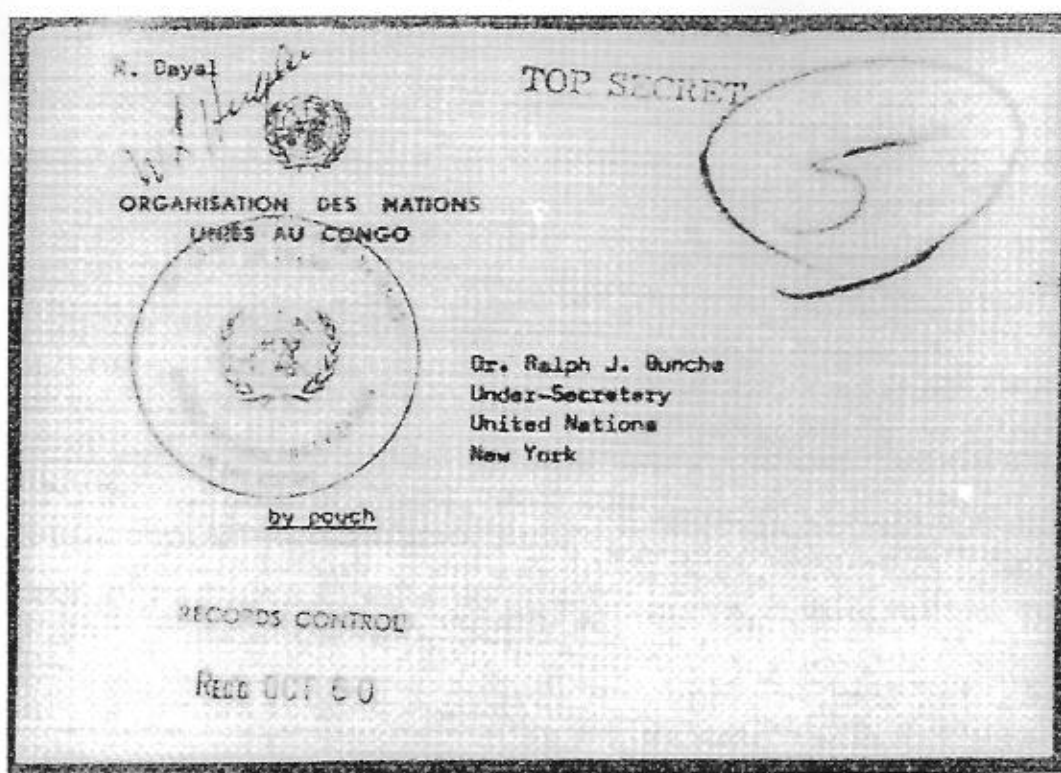 R. Dayal
TOP SECRET
ORGANISATION DES NATIONS
UNIES AU CONGO
Dr. Ralph J. Bunche
Under-Secretary
United Nations
New York
by pouch
RECORDS CONTROL
RECD OCT 60